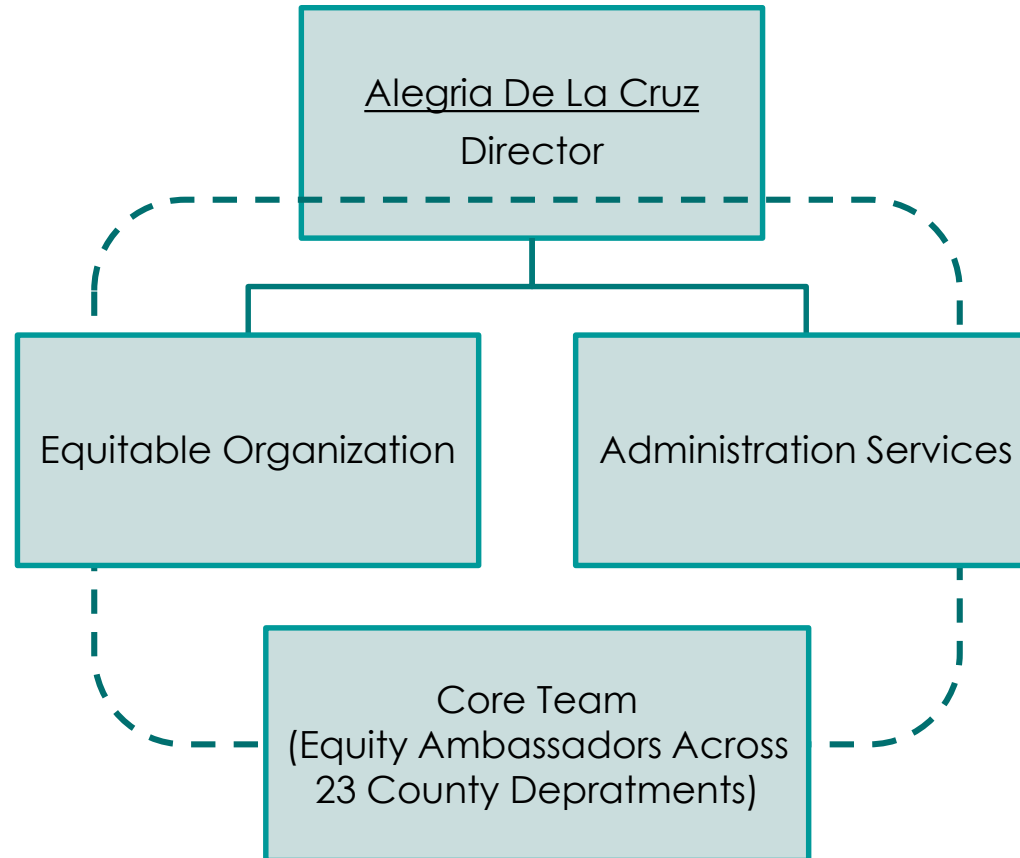 Alegria De La Cruz
Director
Equitable Organization
Administration Services
Core Team
(Equity Ambassadors Across
23 County Depratments)